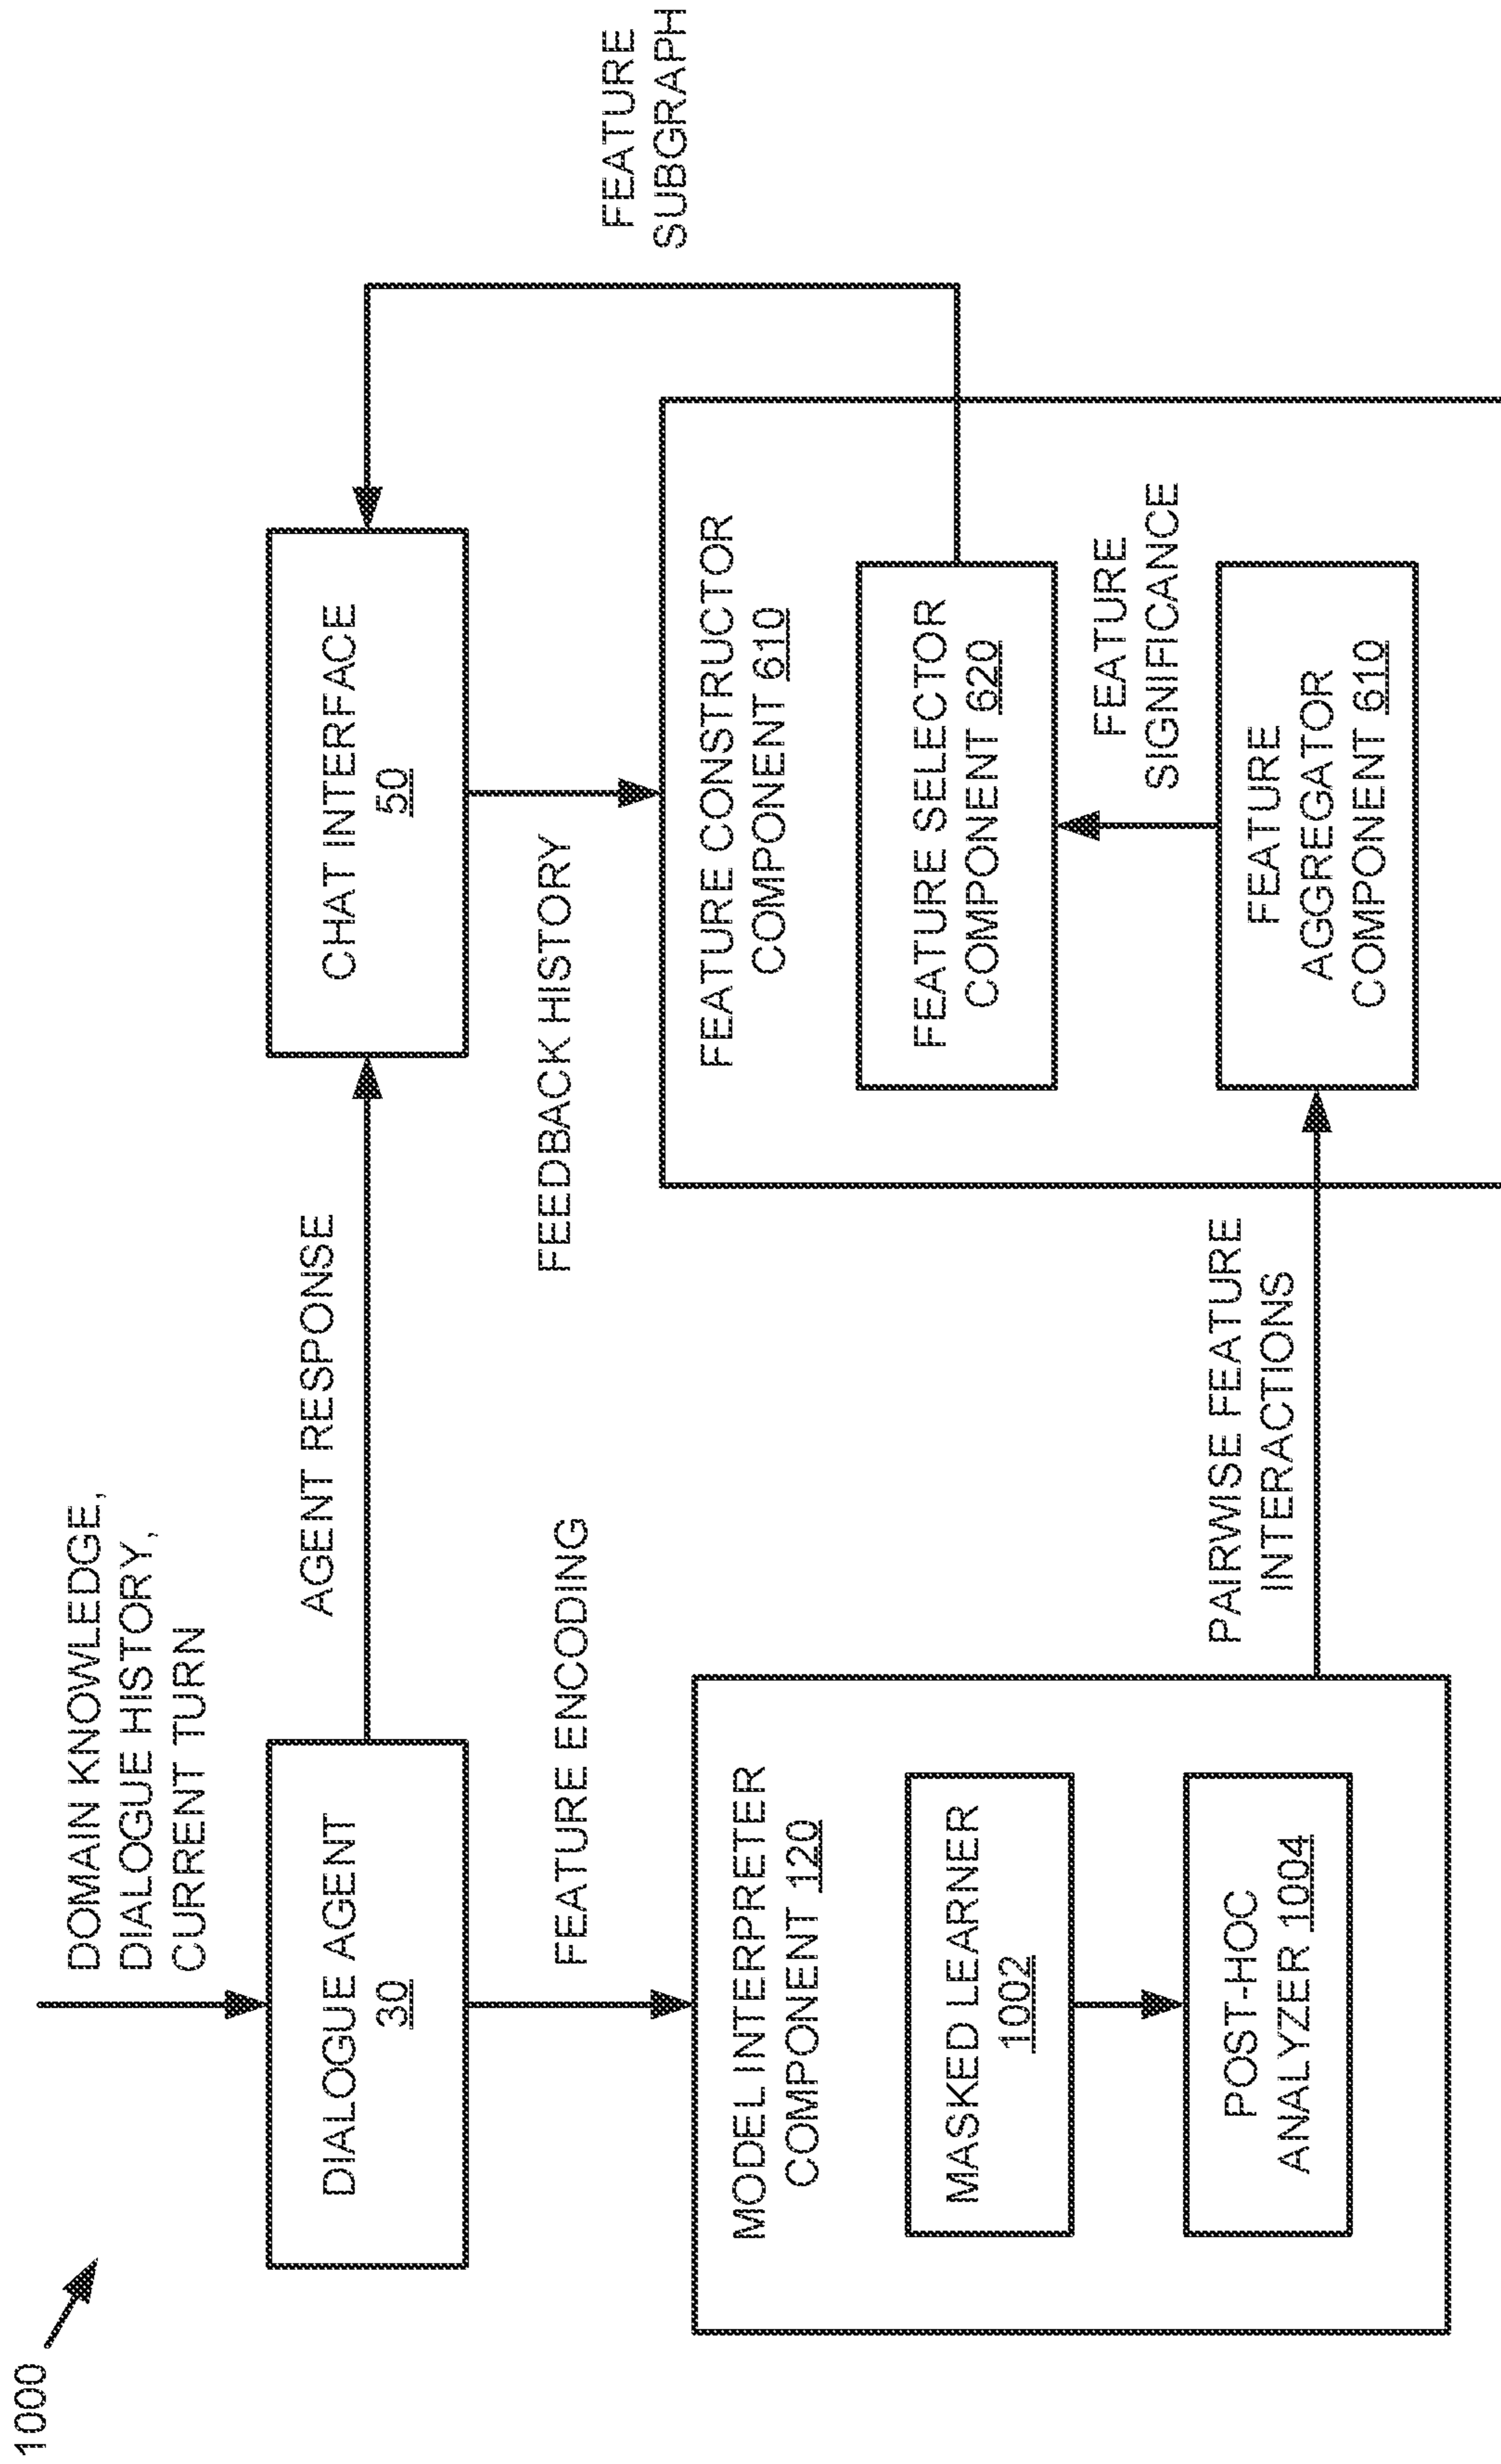 1000
DOMAIN KNOWLEDGE,
DIALOGUE HISTORY,
CURRENT TURN
DIALOGUE AGENT
30
AGENT RESPONSE
CHAT INTERFACE
50
FEATURE ENCODING
FEEDBACK HISTORY
FEATURE
SUBGRAPH
MODEL INTERPRETER
COMPONENT 120
MASKED LEARNER
1002
POST-HOC
ANALYZER 1004
PAIRWISE FEATURE
INTERACTIONS
FEATURE CONSTRUCTOR
COMPONENT 610
FEATURE SELECTOR
COMPONENT 620
FEATURE
SIGNIFICANCE
FEATURE
AGGREGATOR
COMPONENT 610